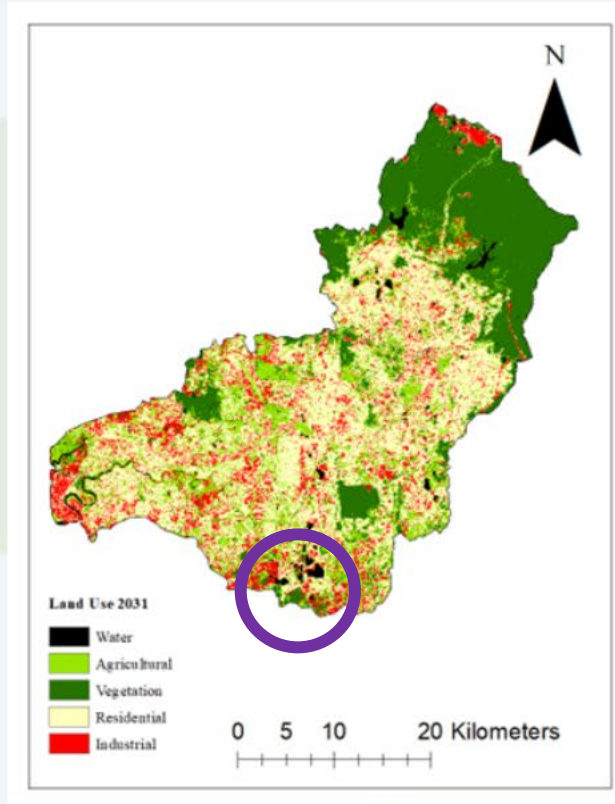 N
Land Use 2031
Water
Agricultural
Vegetation
Residential
Industrial
0 5 10 20 Kilometers